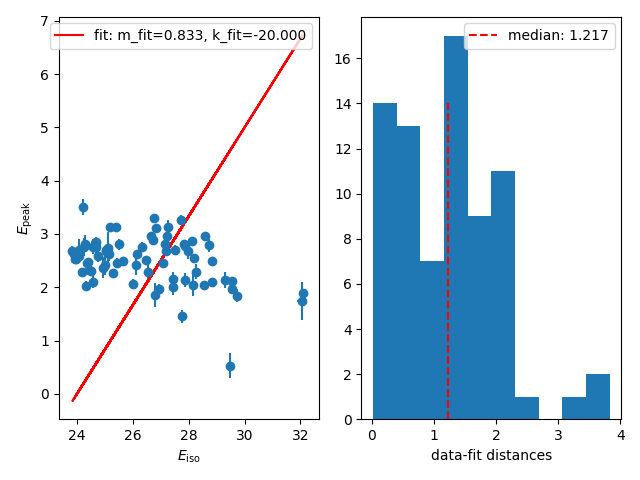 fit: m_fit=0.833, k_fit=-20.000
7
6
5
4
3
2
1
0
E_peak
24 26 28 30 32
E_iso
median: 1.217
16
14
12
10
8
6
4
2
0
0 1 2 3 4
data-fit distances